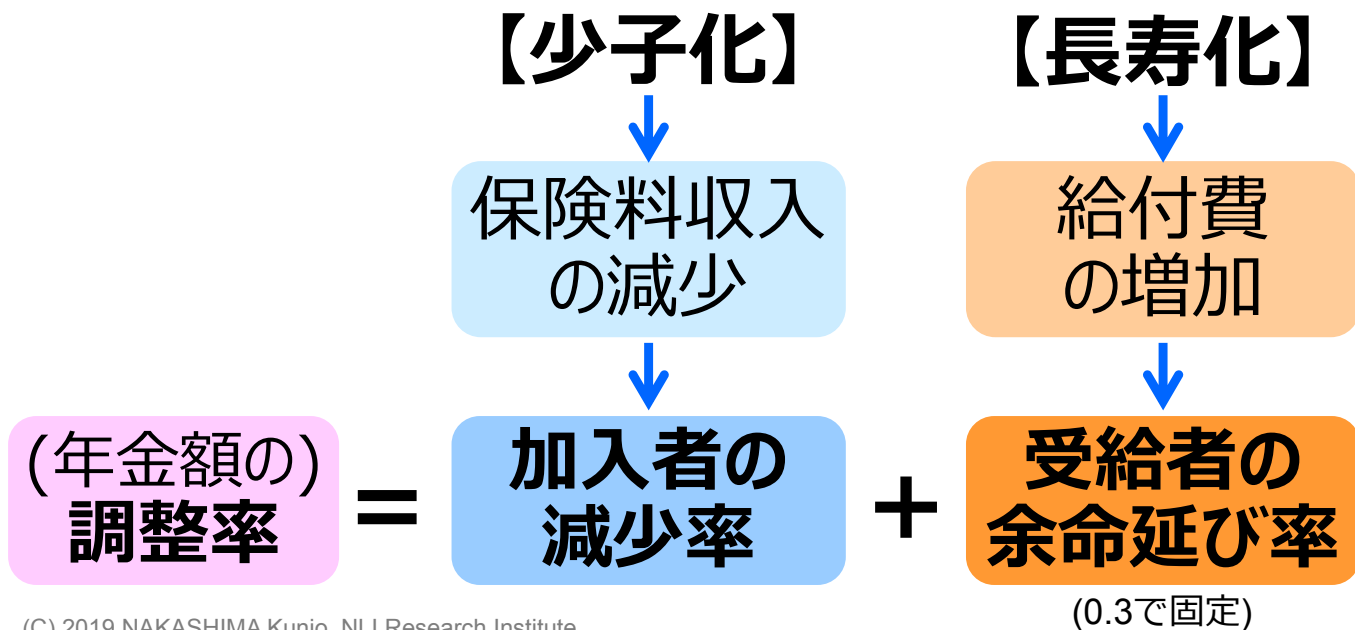 【少子化】
【長寿化】
保険料収入
の減少
給付費
の増加
(年金額の)
調整率
=
加入者の
減少率
+
受給者の
余命延び率
(0.3で固定)
(C) 2019 NAKASHIMA Kunio, NLI Research Institute